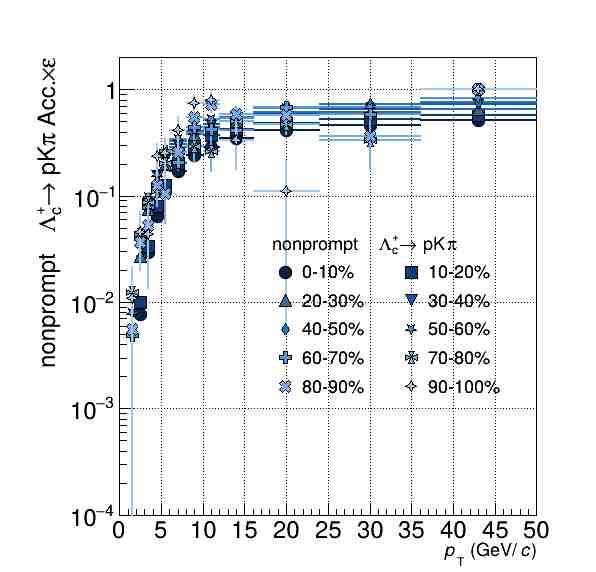 nonprompt Λc+→ pKπ Acc.×ε
1
10−1
10−2
10−3
10−4
nonprompt Λc+→ pKπ
0-10% 10-20%
20-30% 30-40%
40-50% 50-60%
60-70% 70-80%
80-90% 90-100%
0 5 10 15 20 25 30 35 40 45 50
pT (GeV/c)